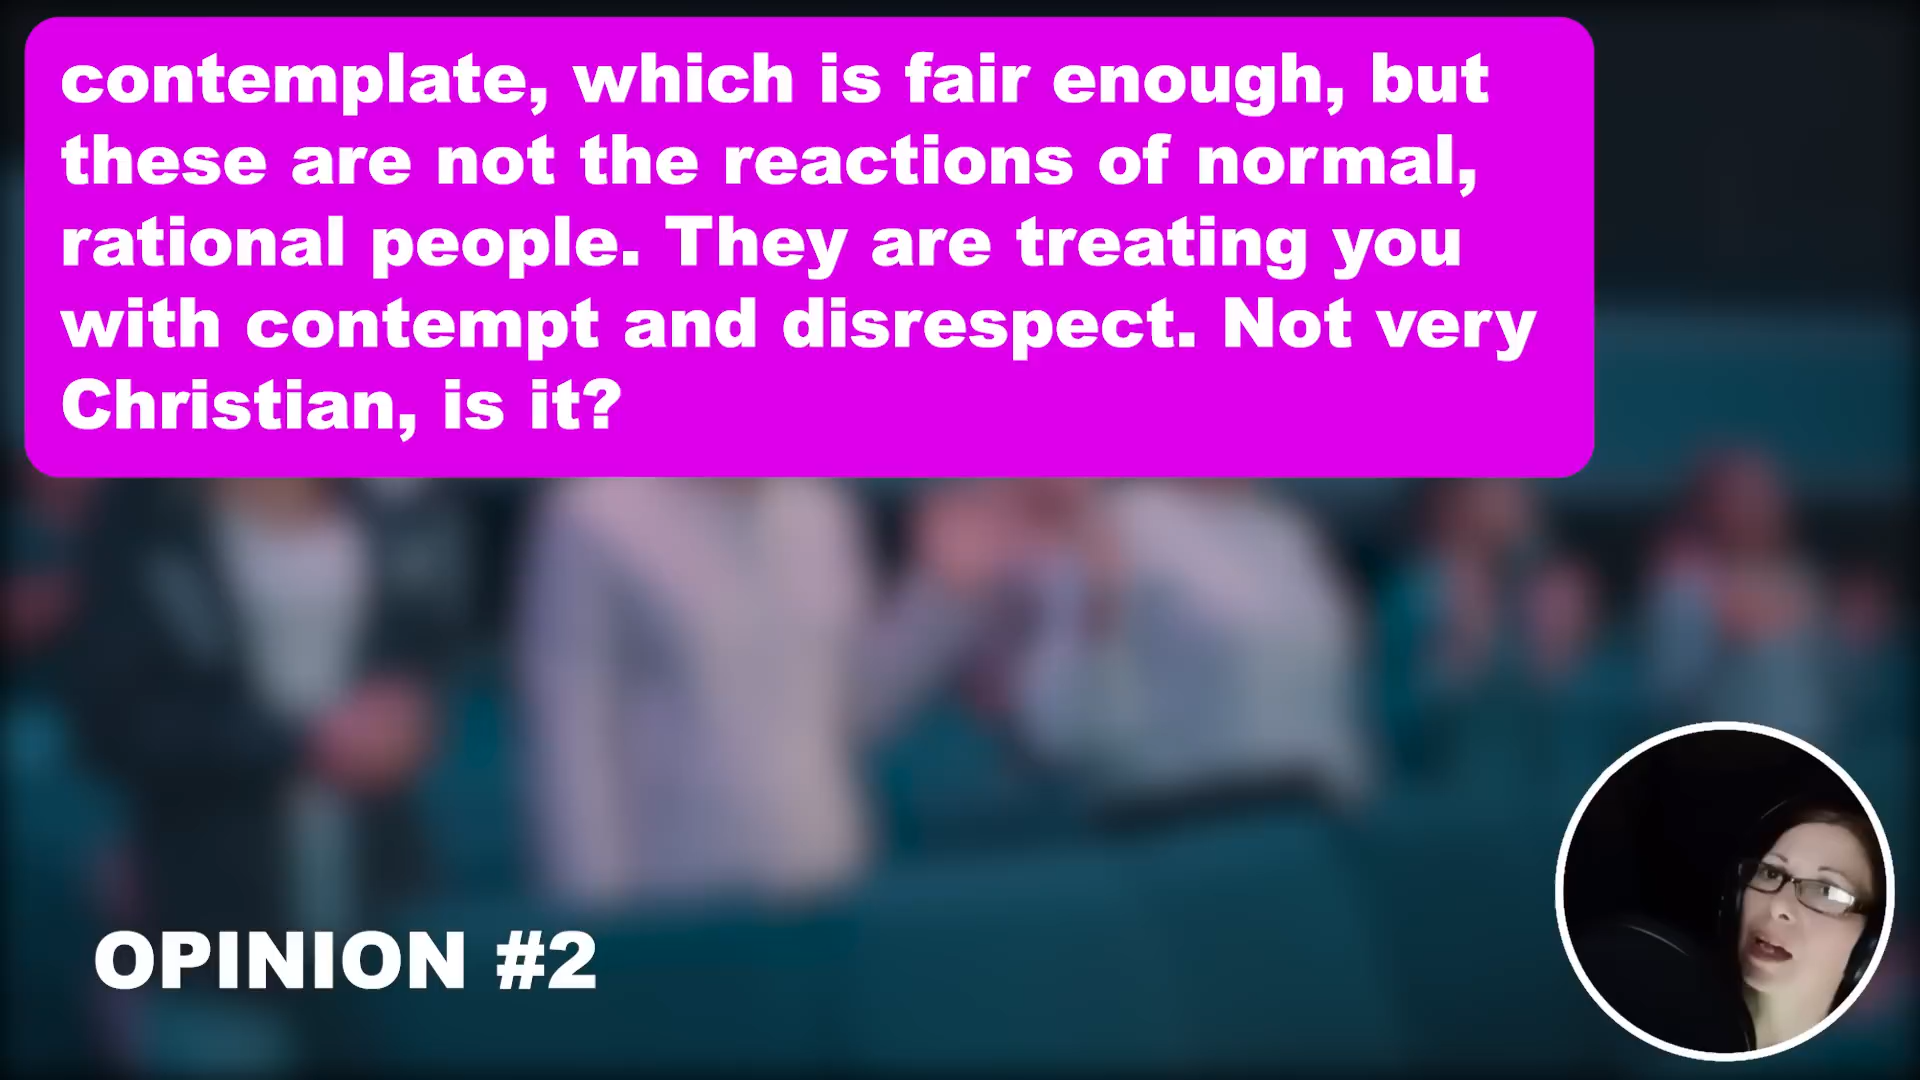 contemplate, which is fair enough, but
these are not the reactions of normal,
rational people. They are treating you
with contempt and disrespect. Not very
Christian, is it?
OPINION #2